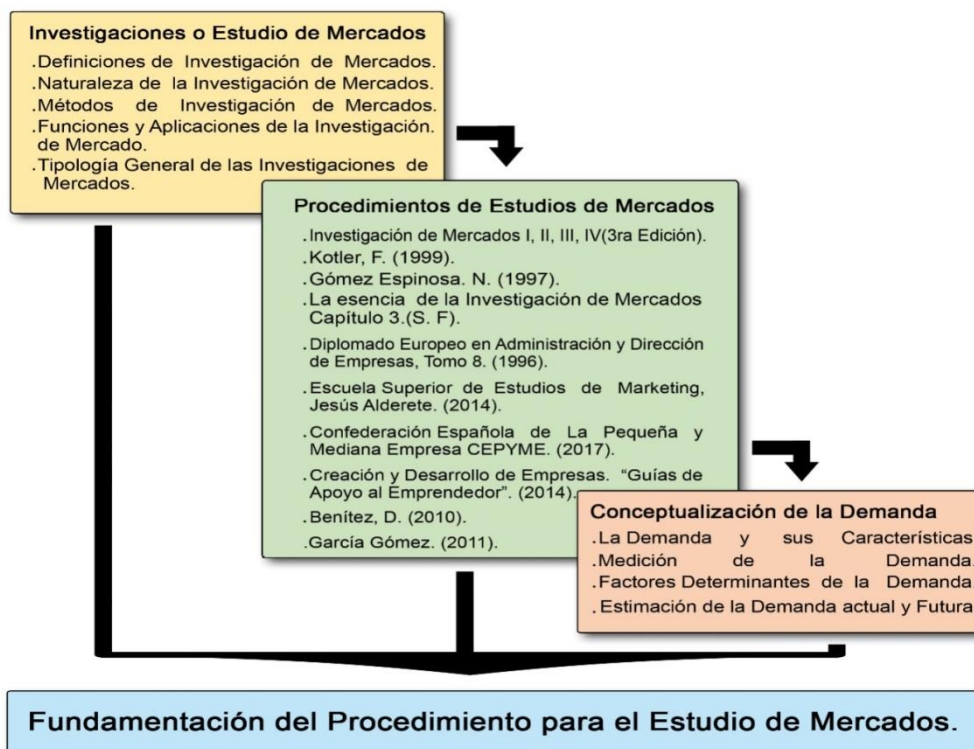 Investigaciones o Estudio de Mercados
.Definiciones de Investigación de Mercados.
.Naturaleza de la Investigación de Mercados.
.Métodos de Investigación de Mercados.
.Funciones y Aplicaciones de la Investigación.
de Mercado.
.Tipología General de las Investigaciones de
Mercados.
Procedimientos de Estudios de Mercados
.Investigación de Mercados I, II, III, IV(3ra Edición).
.Kotler, F. (1999).
.Gómez Espinosa. N. (1997).
.La esencia de la Investigación de Mercados
Capítulo 3.(S. F).
.Diplomado Europeo en Administración y Dirección
de Empresas, Tomo 8. (1996).
.Escuela Superior de Estudios de Marketing,
Jesús Alderete. (2014).
.Confederación Española de La Pequeña y
Mediana Empresa CEPYME. (2017).
.Creación y Desarrollo de Empresas. “Guías de
Apoyo al Emprendedor”. (2014).
.Benítez, D. (2010).
.García Gómez. (2011).
Conceptualización de la Demanda
.La Demanda y sus Características.
.Medición de la Demanda.
.Factores Determinantes de la Demanda.
.Estimación de la Demanda actual y Futura
Fundamentación del Procedimiento para el Estudio de Mercados.